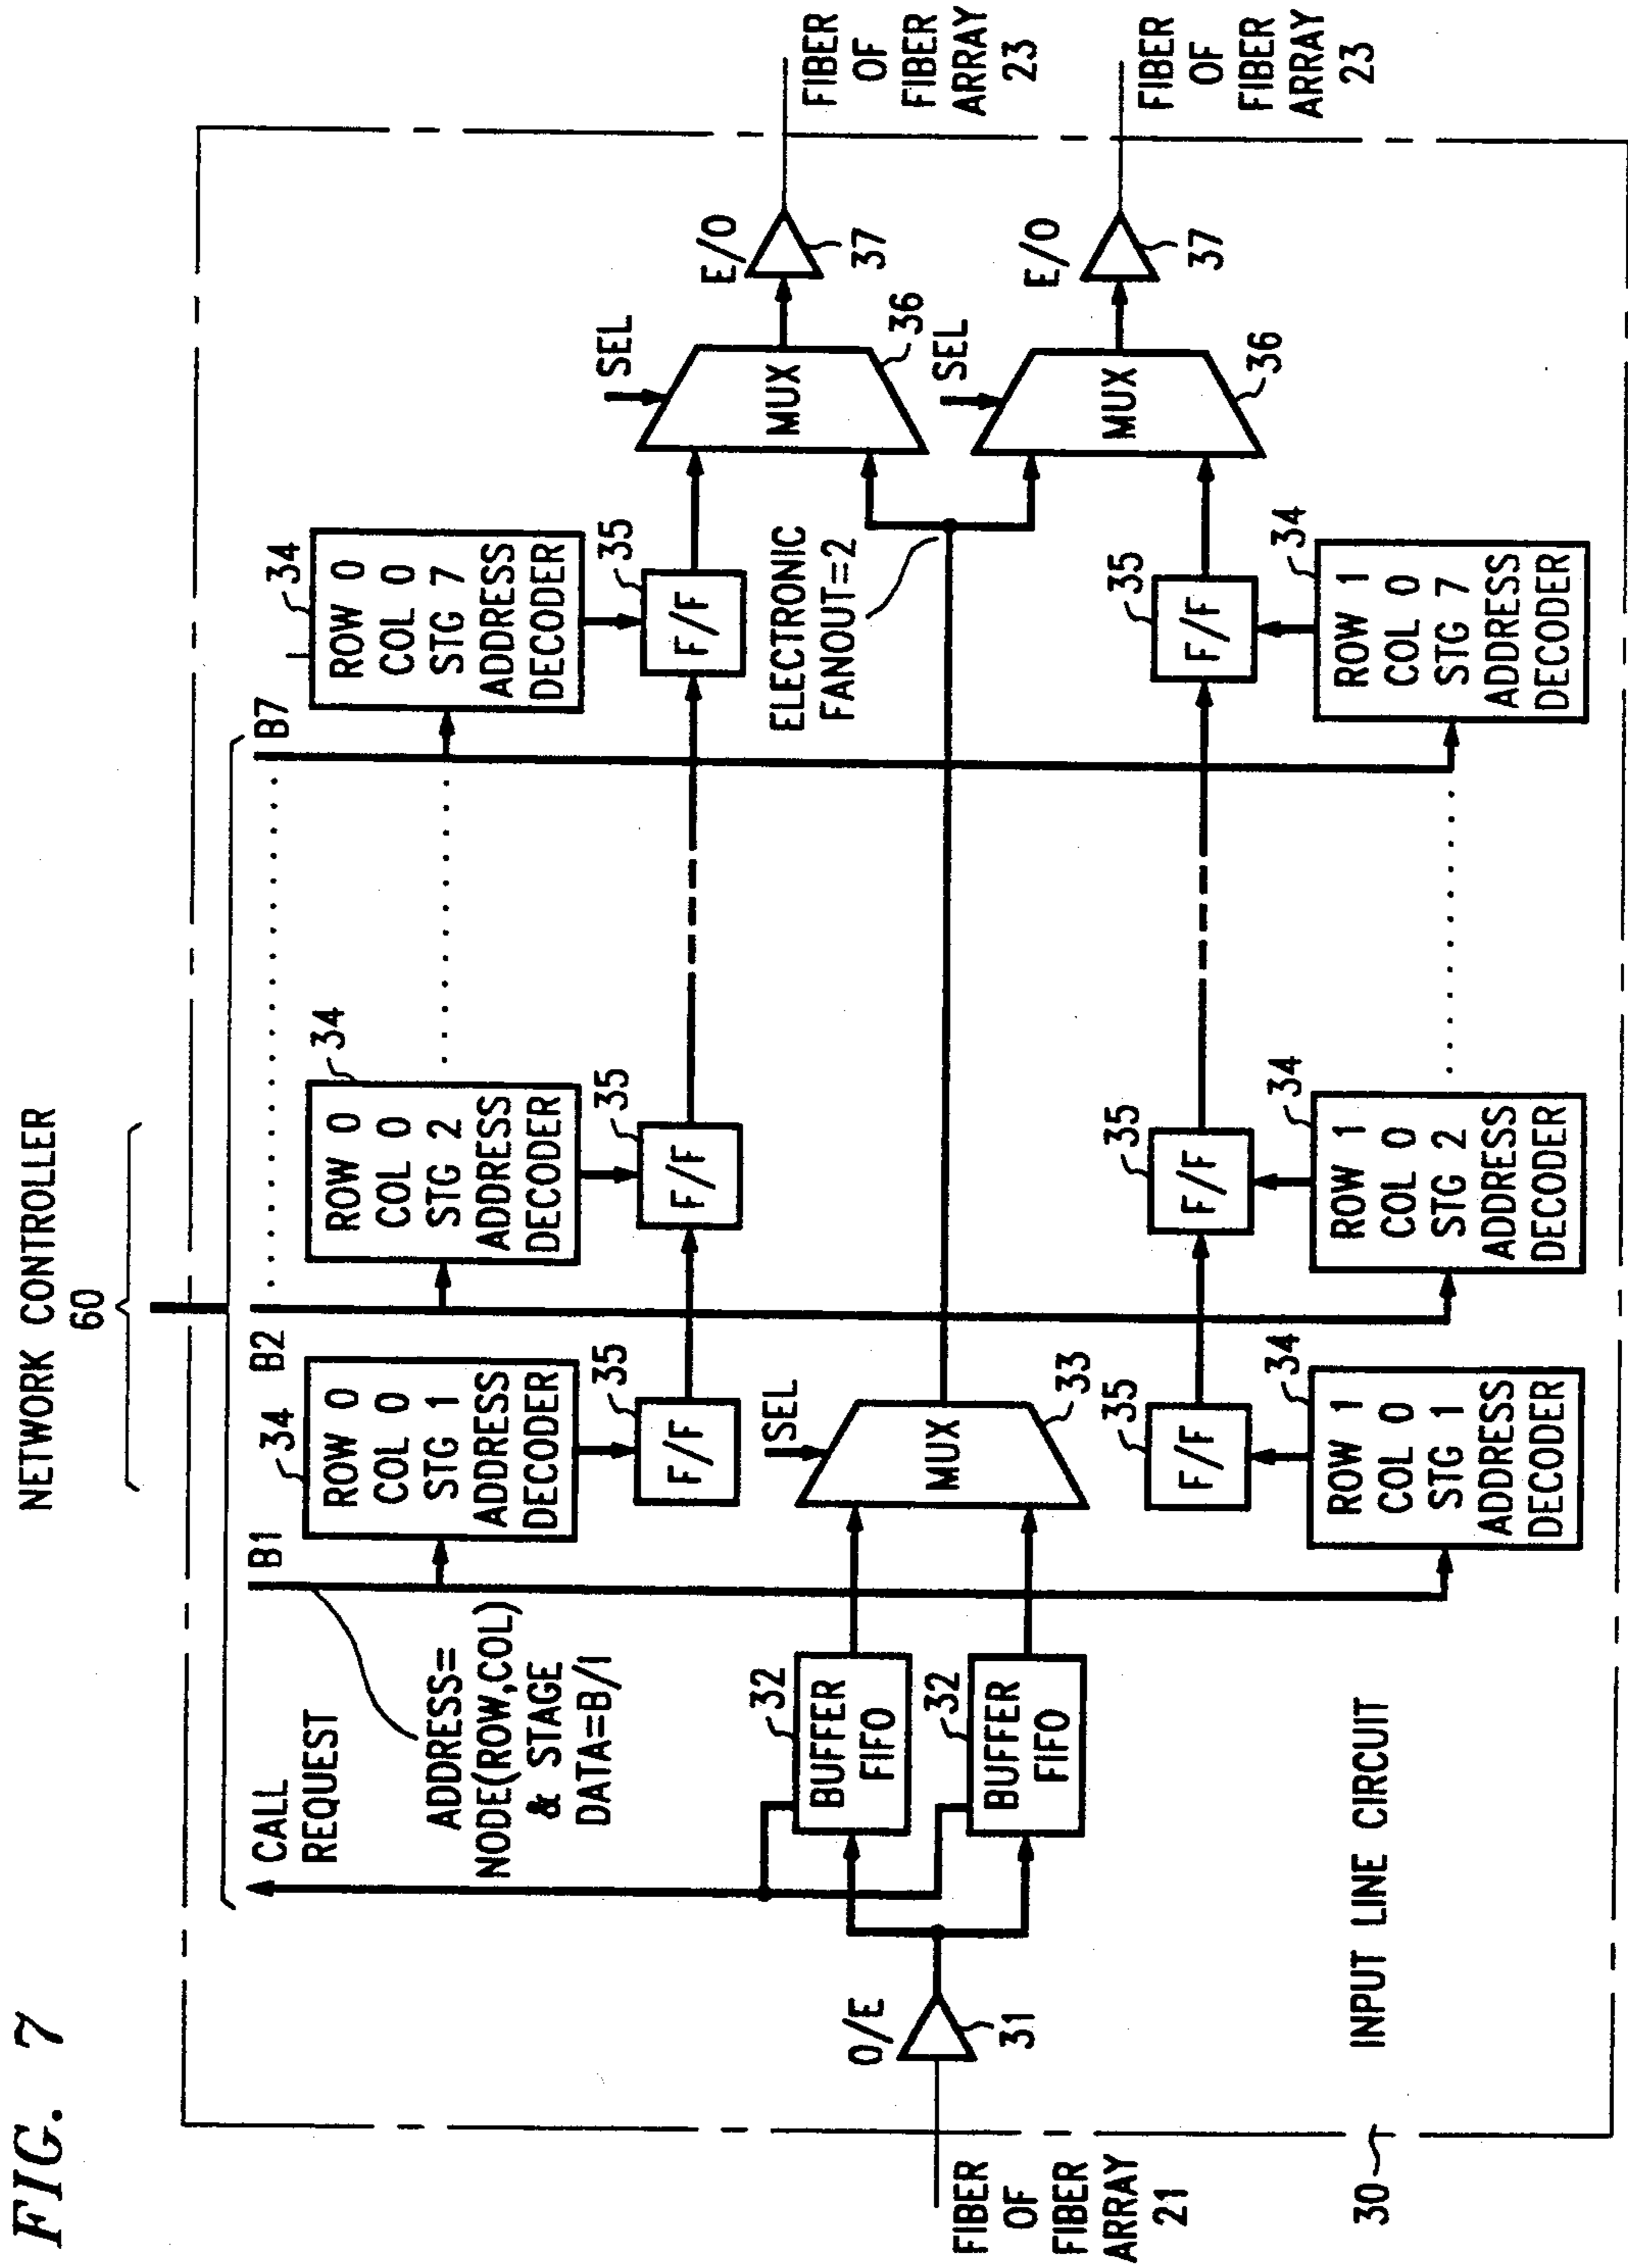 FIG. 7
NETWORK CONTROLLER
60
CALL
REQUEST
B1
B2
B7
ADDRESS=
NODE(ROW,COL)
& STAGE
DATA=B/1
34
ROW 0
COL 0
STG 1
ADDRESS
DECODER
34
ROW 0
COL 0
STG 2
ADDRESS
DECODER
34
ROW 0
COL 0
STG 7
ADDRESS
DECODER
35
F/F
35
F/F
35
F/F
FIBER
OF
FIBER
ARRAY
21
O/E
31
32
BUFFER
FIFO
32
BUFFER
FIFO
SEL
MUX
33
ELECTRONIC
FANOUT=2
SEL
MUX
36
E/O
37
FIBER
OF
FIBER
ARRAY
23
SEL
MUX
36
E/O
37
FIBER
OF
FIBER
ARRAY
23
35
F/F
35
F/F
35
F/F
34
ROW 1
COL 0
STG 1
ADDRESS
DECODER
34
ROW 1
COL 0
STG 2
ADDRESS
DECODER
34
ROW 1
COL 0
STG 7
ADDRESS
DECODER
30
INPUT LINE CIRCUIT